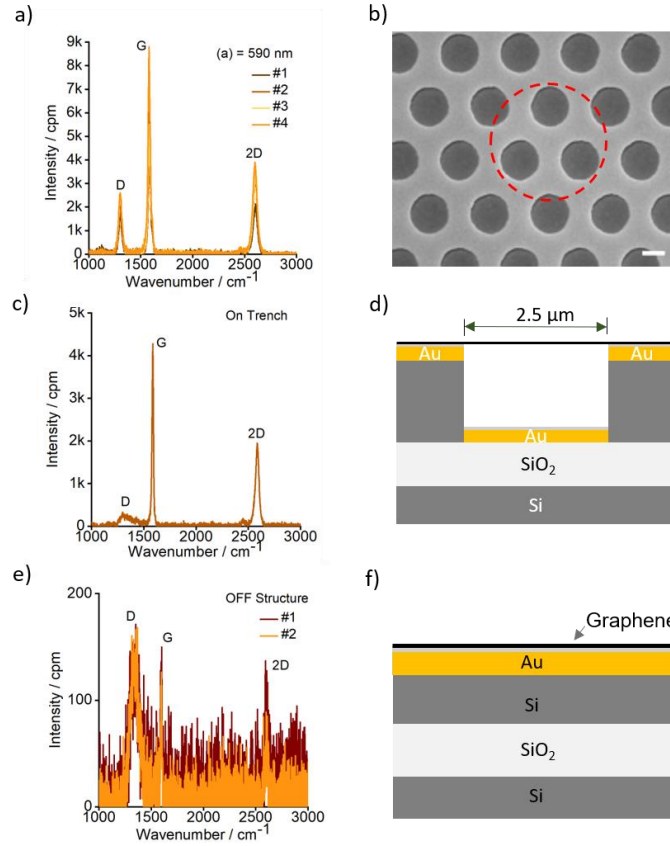 a)
9k
8k
7k
6k
5k
4k
3k
2k
1k
0
Intensity / cpm
D
G
2D
(a) = 590 nm
#1
#2
#3
#4
1000 1500 2000 2500 3000
Wavenumber / cm-1
b)
c)
5k
4k
2k
1k
0
Intensity / cpm
On Trench
G
D
2D
1000 1500 2000 2500 3000
Wavenumber / cm-1
d)
2.5 µm
Au
Au
Au
SiO2
Si
e)
200
100
0
Intensity / cpm
OFF Structure
#1
#2
D
G
2D
1000 1500 2000 2500 3000
Wavenumber / cm-1
f)
Graphene
Au
Si
SiO2
Si